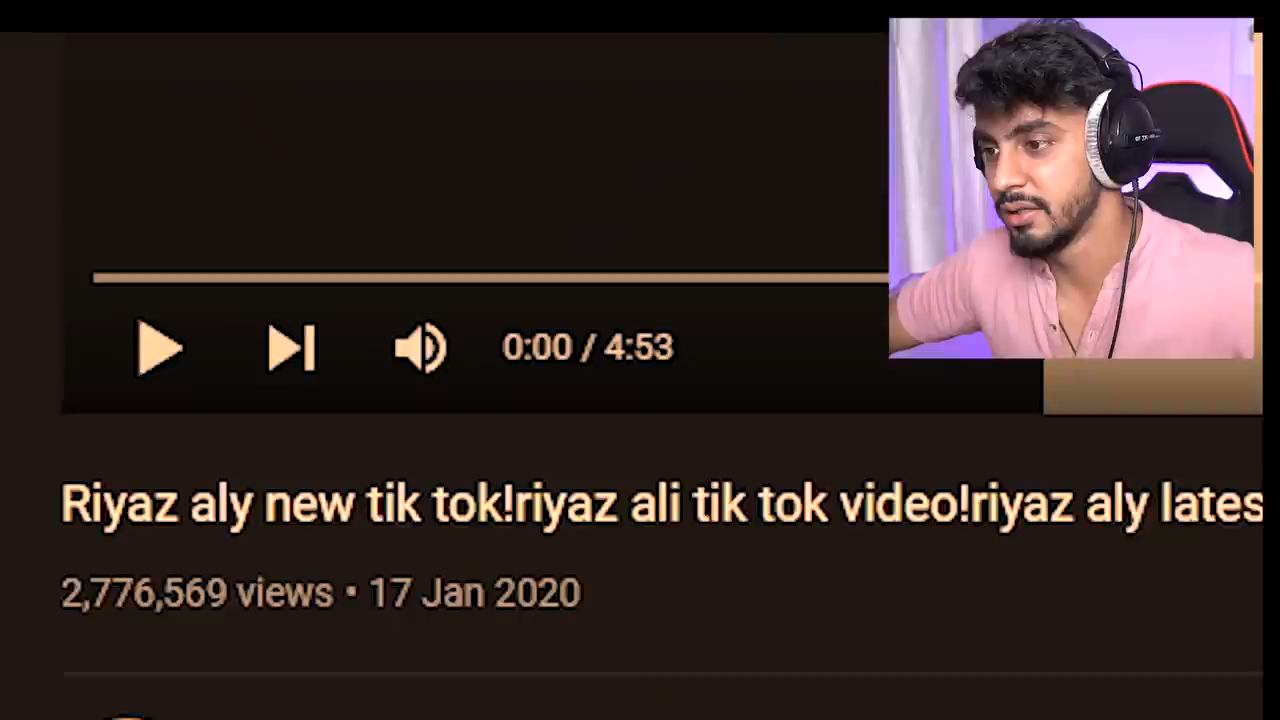 0:00 / 4:53
Riyaz aly new tik tok!riyaz ali tik tok video!riyaz aly lates
2,776,569 views • 17 Jan 2020